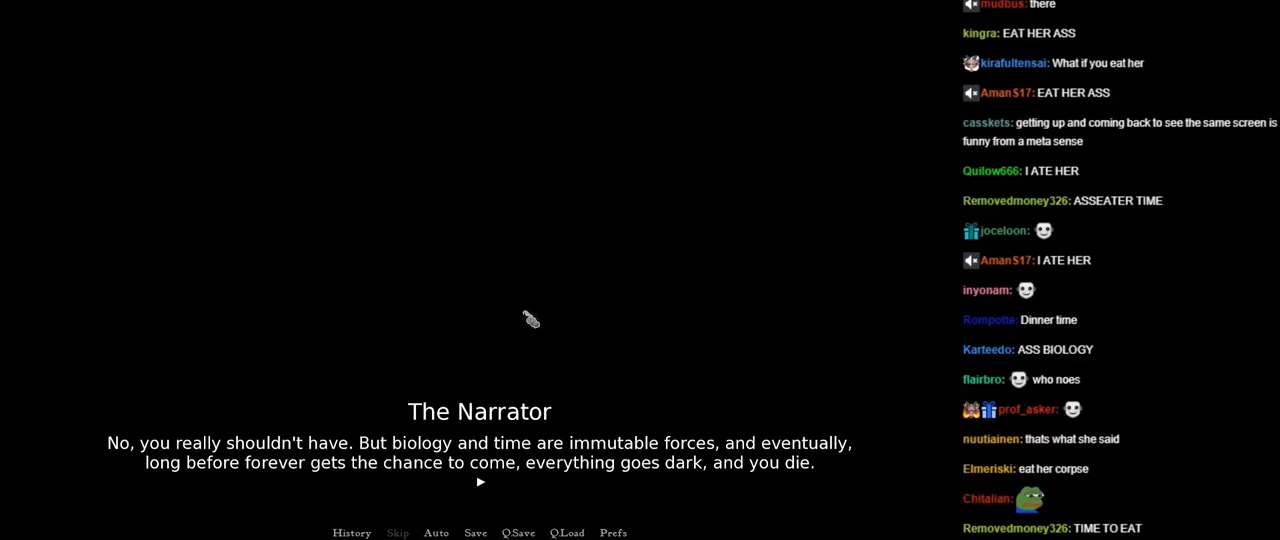 The Narrator
No, you really shouldn't have. But biology and time are immutable forces, and eventually,
long before forever gets the chance to come, everything goes dark, and you die.
History Skip Auto Save Q.Save Q.Load Prefs
mudbus: there
kingra: EAT HER ASS
kirafultensai: What if you eat her
Aman517: EAT HER ASS
casskets: getting up and coming back to see the same screen is
funny from a meta sense
Quilow666: I ATE HER
Removedmoney326: ASSEATER TIME
joceloon:
Aman517: I ATE HER
inyonam:
Rompotte: Dinner time
Karteedo: ASS BIOLOGY
flairbro: who noes
prof_asker:
nuutiainen: thats what she said
Elmeriski: eat her corpse
Chitalian:
Removedmoney326: TIME TO EAT